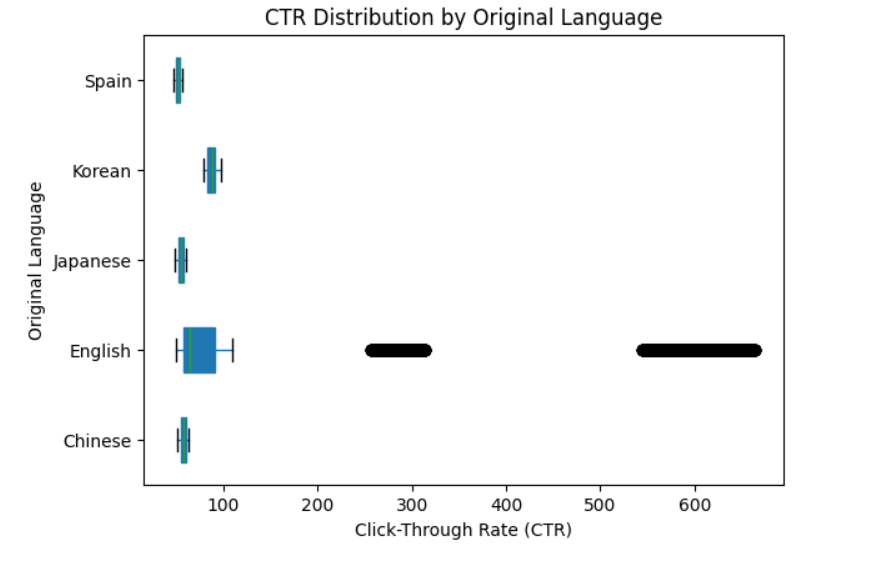 CTR Distribution by Original Language
Original Language
Spain
Korean
Japanese
English
Chinese
100 200 300 400 500 600
Click-Through Rate (CTR)